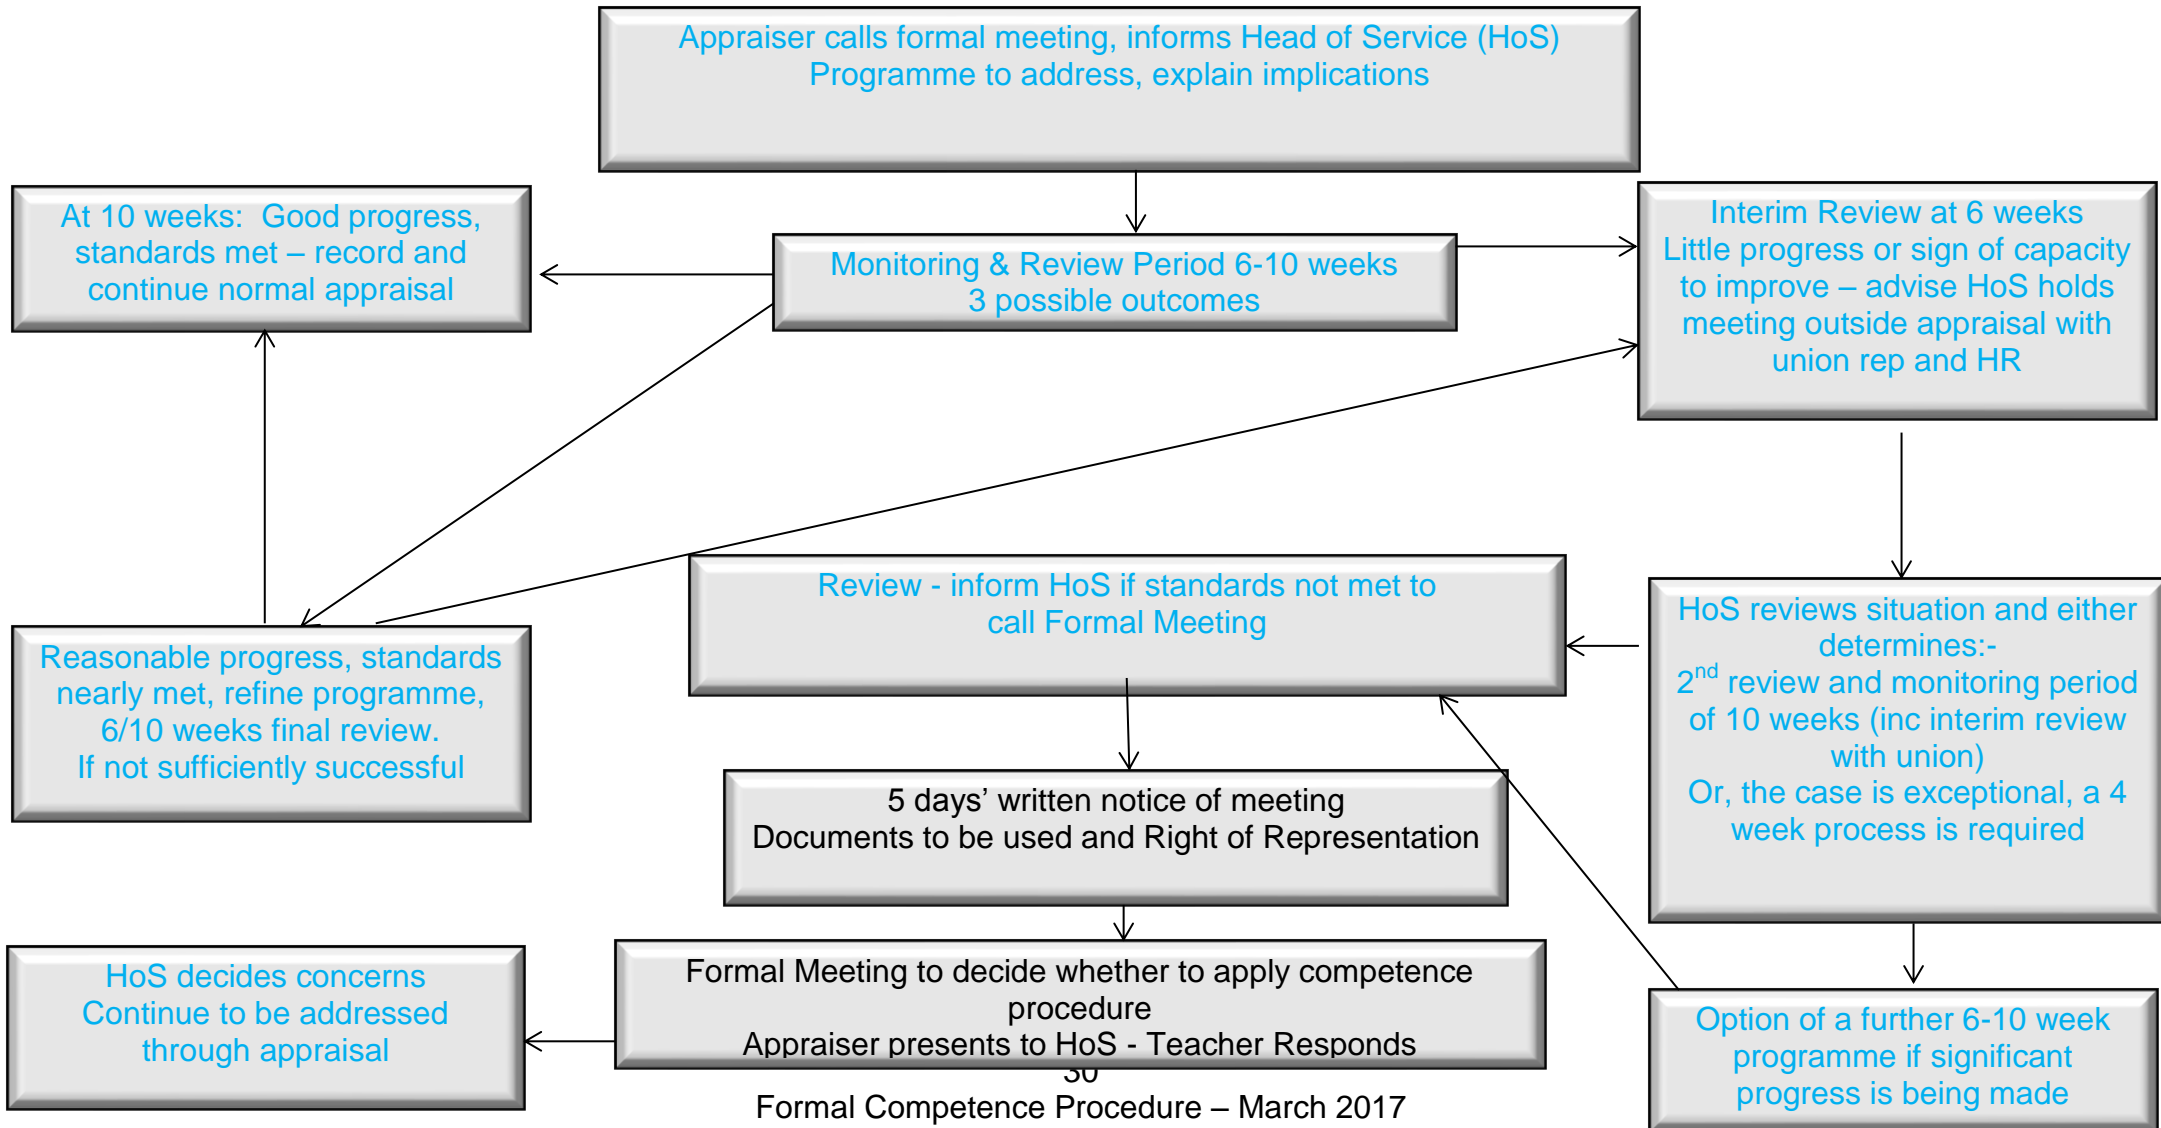 Appraiser calls formal meeting, informs Head of Service (HoS)
Programme to address, explain implications
At 10 weeks:  Good progress,
standards met – record and
continue normal appraisal
Monitoring & Review Period 6-10 weeks
3 possible outcomes
Interim Review at 6 weeks
Little progress or sign of capacity
to improve – advise HoS holds
meeting outside appraisal with
union rep and HR
Reasonable progress, standards
nearly met, refine programme,
6/10 weeks final review.
If not sufficiently successful
Review - inform HoS if standards not met to
call Formal Meeting
HoS reviews situation and either
determines:-
2nd review and monitoring period
of 10 weeks (inc interim review
with union)
Or, the case is exceptional, a 4
week process is required
5 days’ written notice of meeting
Documents to be used and Right of Representation
Formal Meeting to decide whether to apply competence
procedure
Appraiser presents to HoS - Teacher Responds
HoS decides concerns
Continue to be addressed
through appraisal
Option of a further 6-10 week
programme if significant
progress is being made
30
Formal Competence Procedure – March 2017